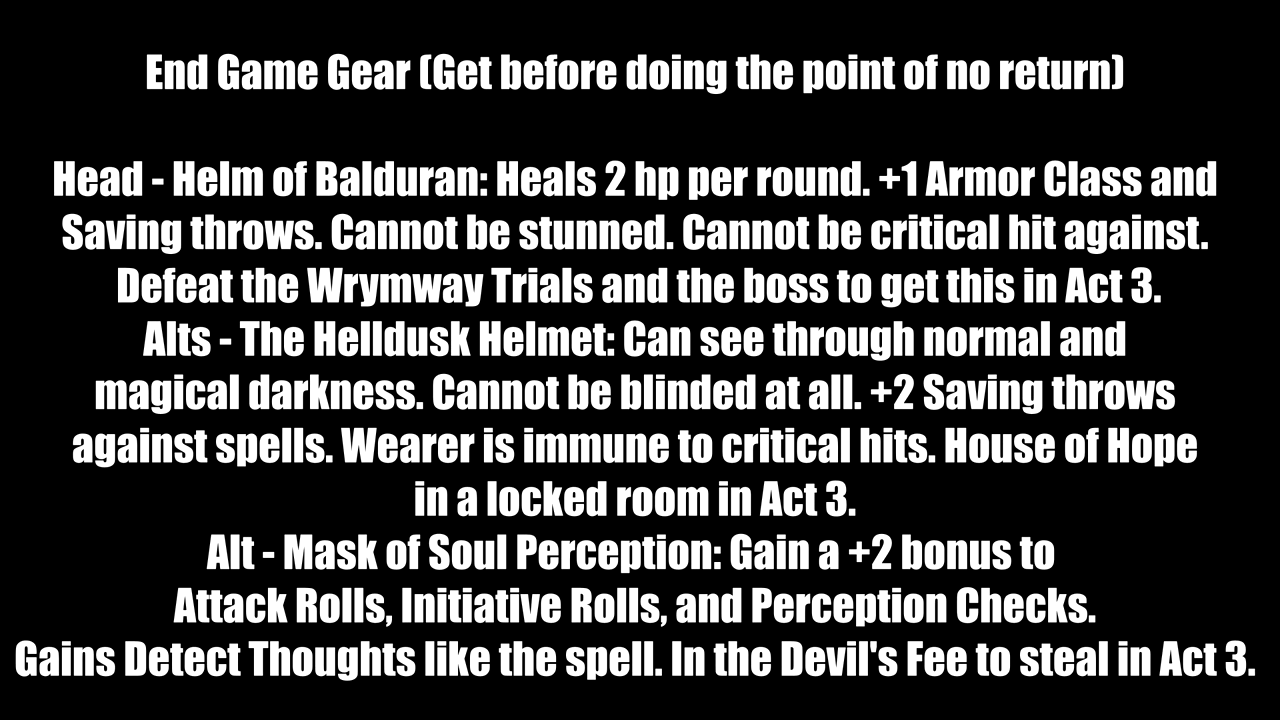 End Game Gear (Get before doing the point of no return)
Head - Helm of Balduran: Heals 2 hp per round. +1 Armor Class and
Saving throws. Cannot be stunned. Cannot be critical hit against.
Defeat the Wrymway Trials and the boss to get this in Act 3.
Alts - The Helldusk Helmet: Can see through normal and
magical darkness. Cannot be blinded at all. +2 Saving throws
against spells. Wearer is immune to critical hits. House of Hope
in a locked room in Act 3.
Alt - Mask of Soul Perception: Gain a +2 bonus to
Attack Rolls, Initiative Rolls, and Perception Checks.
Gains Detect Thoughts like the spell. In the Devil's Fee to steal in Act 3.